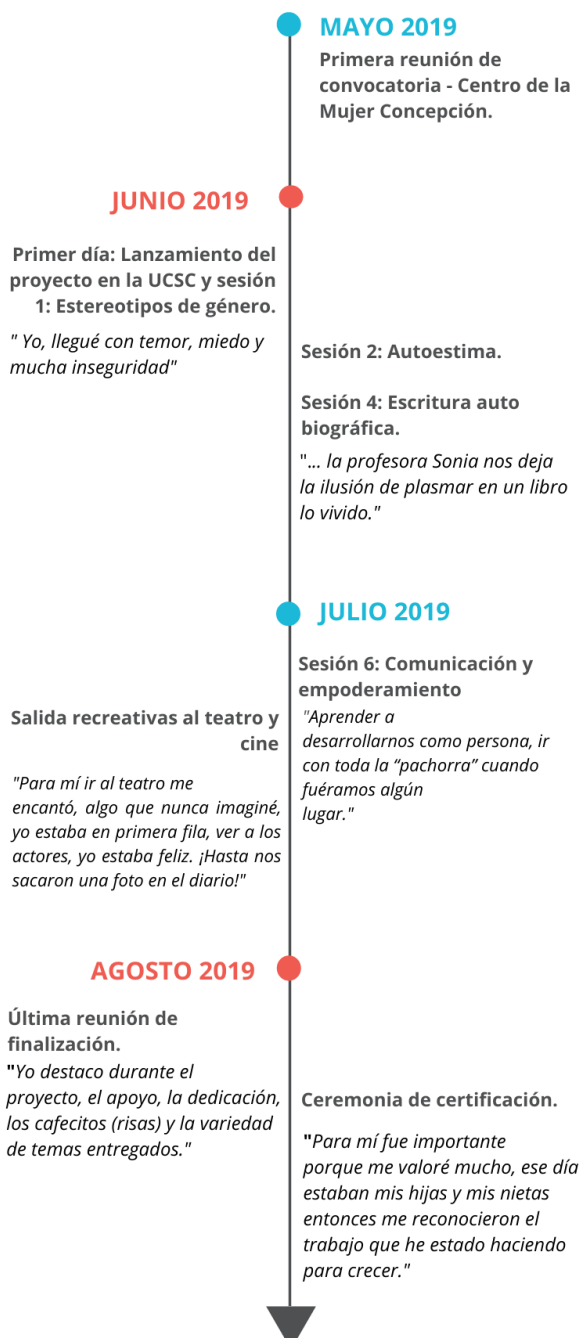 MAYO 2019
Primera reunión de
convocatoria - Centro de la
Mujer Concepción.
JUNIO 2019
Primer día: Lanzamiento del
proyecto en la UCSC y sesión
1: Estereotipos de género.
" Yo, llegué con temor, miedo y
mucha inseguridad"
Sesión 2: Autoestima.
Sesión 4: Escritura auto
biográfica.
"... la profesora Sonia nos deja
la ilusión de plasmar en un libro
lo vivido."
JULIO 2019
Sesión 6: Comunicación y
empoderamiento
"Aprender a
desarrollarnos como persona, ir
con toda la “pachorra” cuando
fuéramos algún
lugar."
Salida recreativas al teatro y
cine
"Para mí ir al teatro me
encantó, algo que nunca imaginé,
yo estaba en primera fila, ver a los
actores, yo estaba feliz. ¡Hasta nos
sacaron una foto en el diario!"
AGOSTO 2019
Última reunión de
finalización.
"Yo destaco durante el
proyecto, el apoyo, la dedicación,
los cafecitos (risas) y la variedad
de temas entregados."
Ceremonia de certificación.
"Para mí fue importante
porque me valoré mucho, ese día
estaban mis hijas y mis nietas
entonces me reconocieron el
trabajo que he estado haciendo
para crecer."